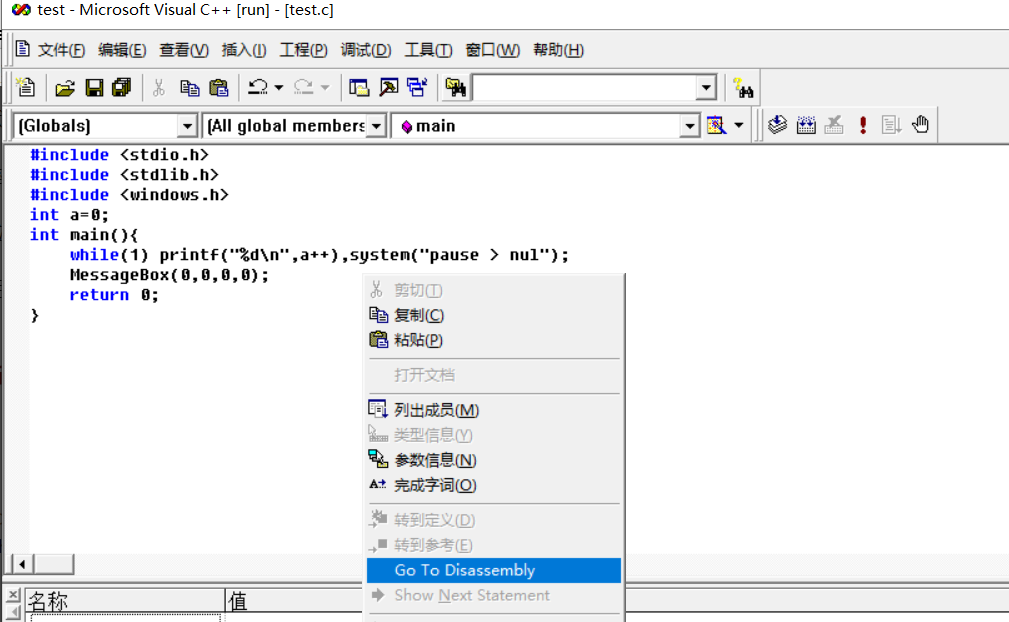 test - Microsoft Visual C++ [run] - [test.c]
文件(F) 编辑(E) 查看(V) 插入(I) 工程(P) 调试(D) 工具(T) 窗口(W) 帮助(H)
(Globals) (All global members main
#include <stdio.h>
#include <stdlib.h>
#include <windows.h>
int a=0;
int main(){
while(1) printf("%d\n",a++),system("pause > nul");
MessageBox(0,0,0,0);
return 0;
}
剪切(T)
复制(C)
粘贴(P)
打开文档
列出成员(M)
类型信息(Y)
参数信息(N)
完成字词(O)
转到定义(D)
转到参考(E)
Go To Disassembly
Show Next Statement
名称 值